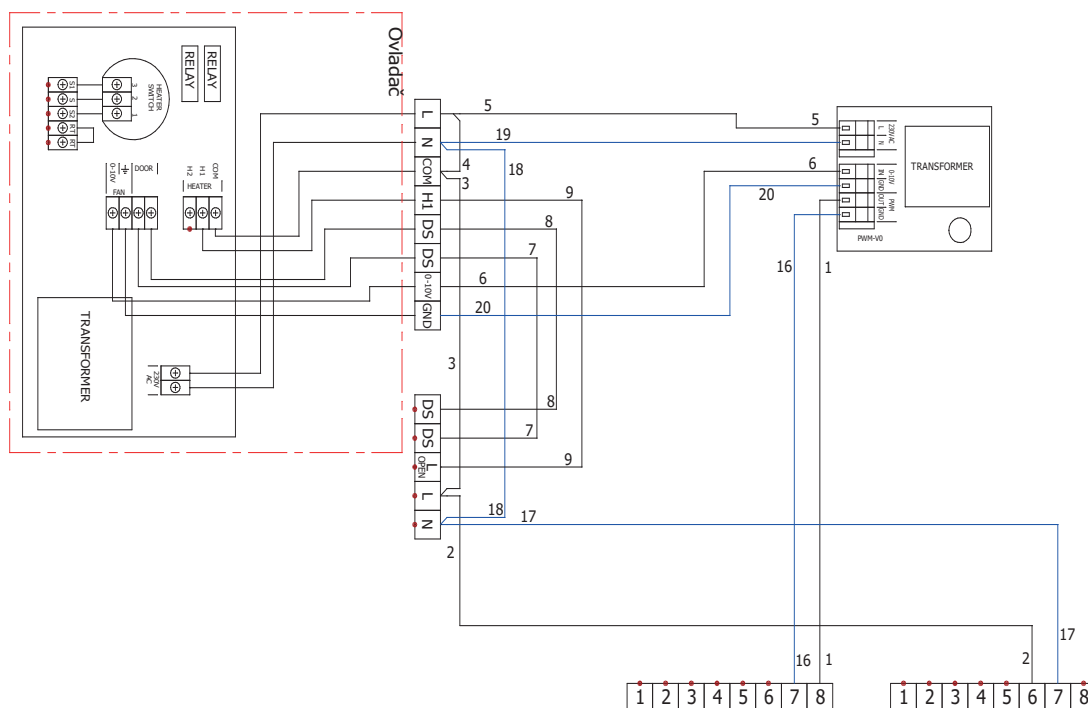 Ovladač
RELAY
RELAY
HEATER
SWITCH
3
2
1
S1
S
S2
RT
RT
0-10V
DOOR
FAN
H2
H1
COM
HEATER
TRANSFORMER
230V
AC
L
N
COM
H1
DS
DS
0-10V
GND
DS
DS
L
OPEN
L
N
5
19
4
3
18
9
8
7
6
20
3
8
7
9
18
17
2
5
6
20
16
1
L
N
230V AC
IN
GND
0-10V
OUT
GND
PWM
PWM-V0
TRANSFORMER
17
16
1
2
1 2 3 4 5 6 7 8
1 2 3 4 5 6 7 8